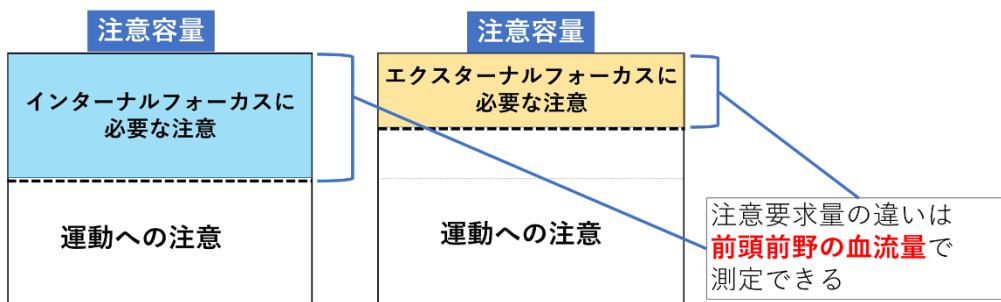 注意容量
インターナルフォーカスに
必要な注意
運動への注意
注意容量
エクスターナルフォーカスに
必要な注意
運動への注意
注意要求量の違いは
前頭前野の血流量で
測定できる